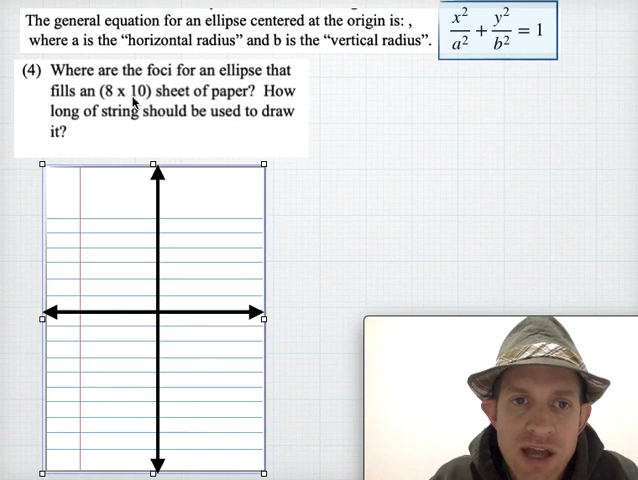 The general equation for an ellipse centered at the origin is: ,
where a is the “horizontal radius” and b is the “vertical radius”.
x²/a² + y²/b² = 1
(4) Where are the foci for an ellipse that
fills an (8 x 10) sheet of paper? How
long of string should be used to draw
it?